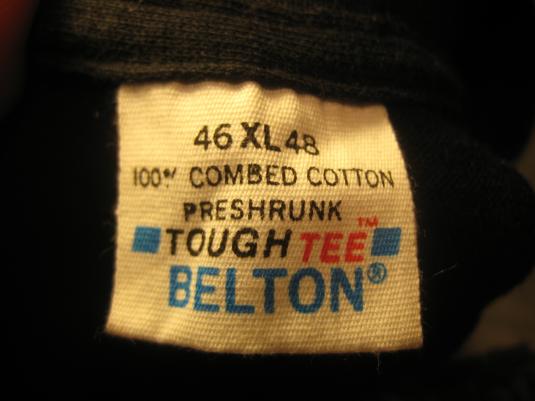 46 XL 48
100% COMBED COTTON
PRESHRUNK
TOUGH TEE™
BELTON®